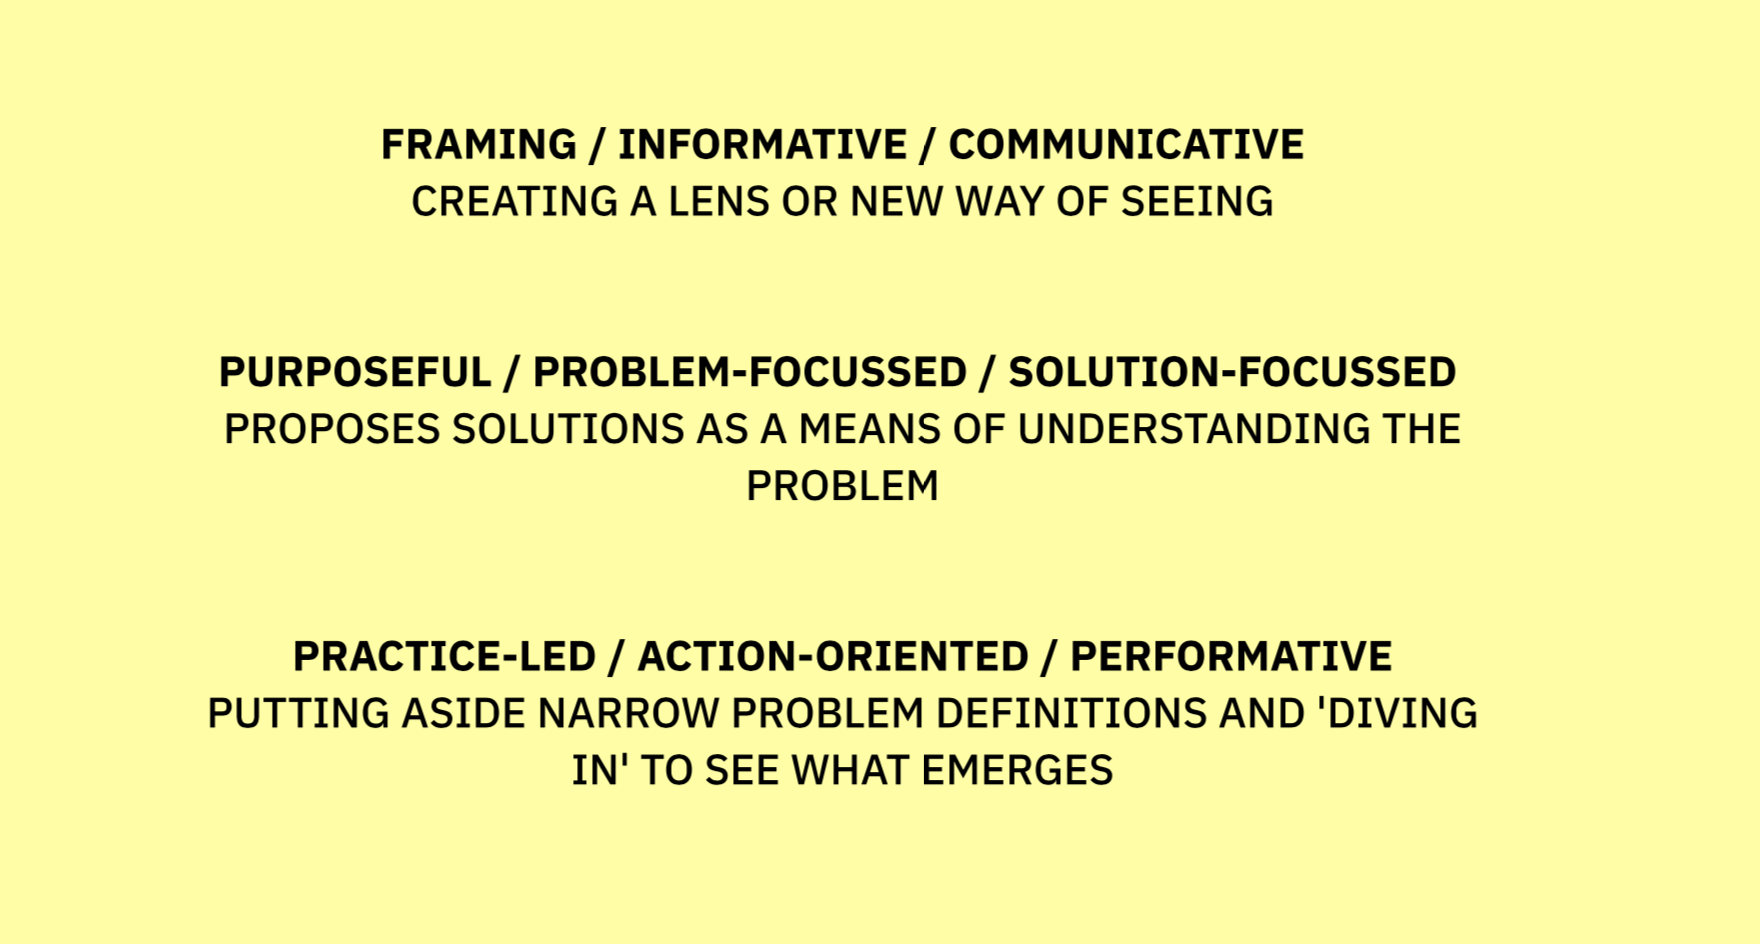 FRAMING / INFORMATIVE / COMMUNICATIVE
CREATING A LENS OR NEW WAY OF SEEING
PURPOSEFUL / PROBLEM-FOCUSSED / SOLUTION-FOCUSSED
PROPOSES SOLUTIONS AS A MEANS OF UNDERSTANDING THE
PROBLEM
PRACTICE-LED / ACTION-ORIENTED / PERFORMATIVE
PUTTING ASIDE NARROW PROBLEM DEFINITIONS AND 'DIVING
IN' TO SEE WHAT EMERGES